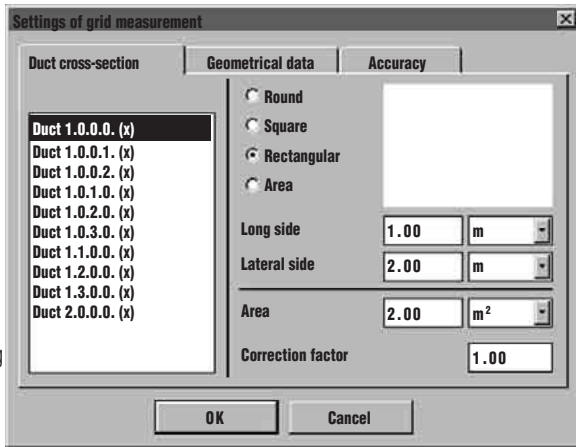 Settings of grid measurement
Duct cross-section
Geometrical data
Accuracy
Duct 1.0.0.0. (x)
Duct 1.0.0.1. (x)
Duct 1.0.0.2. (x)
Duct 1.0.1.0. (x)
Duct 1.0.2.0. (x)
Duct 1.0.3.0. (x)
Duct 1.1.0.0. (x)
Duct 1.2.0.0. (x)
Duct 1.3.0.0. (x)
Duct 2.0.0.0. (x)
Round
Square
Rectangular
Area
Long side 1.00 m
Lateral side 2.00 m
Area 2.00 m²
Correction factor 1.00
OK Cancel